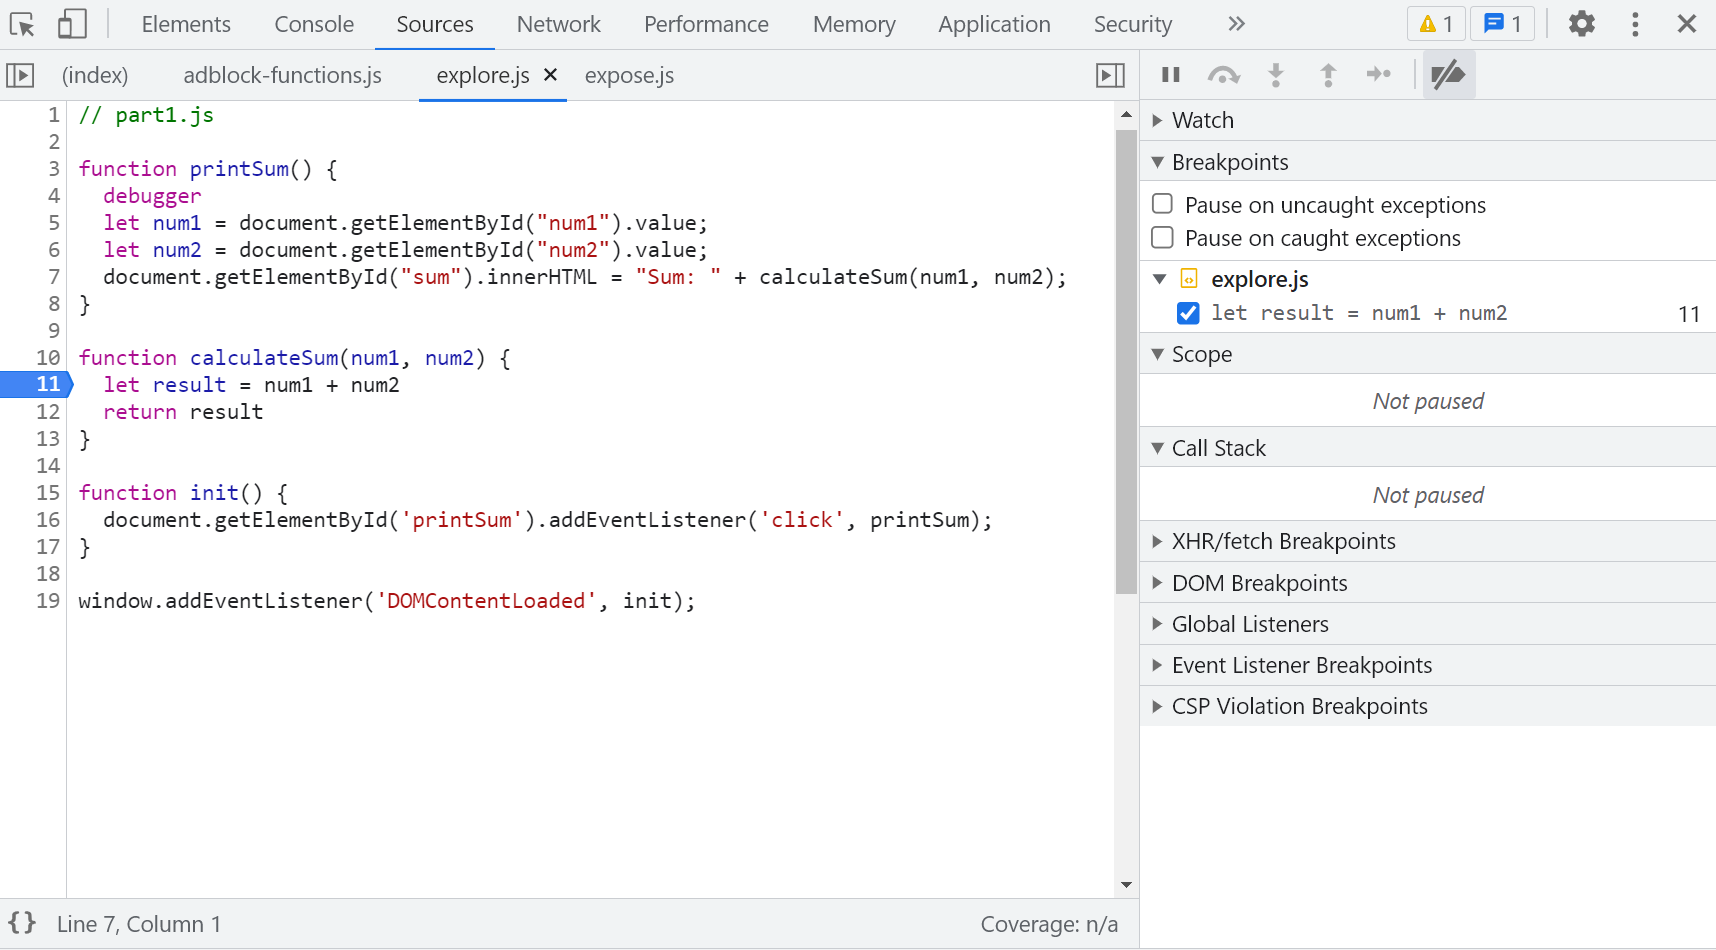 Elements Console Sources Network Performance Memory Application Security 1 1
(index) adblock-functions.js explore.js expose.js
1 // part1.js
2
3 function printSum() {
4   debugger
5   let num1 = document.getElementById("num1").value;
6   let num2 = document.getElementById("num2").value;
7   document.getElementById("sum").innerHTML = "Sum: " + calculateSum(num1, num2);
8 }
9
10 function calculateSum(num1, num2) {
11   let result = num1 + num2
12   return result
13 }
14
15 function init() {
16   document.getElementById('printSum').addEventListener('click', printSum);
17 }
18
19 window.addEventListener('DOMContentLoaded', init);
{} Line 7, Column 1 Coverage: n/a
Watch
Breakpoints
Pause on uncaught exceptions
Pause on caught exceptions
explore.js
let result = num1 + num2 11
Scope
Not paused
Call Stack
Not paused
XHR/fetch Breakpoints
DOM Breakpoints
Global Listeners
Event Listener Breakpoints
CSP Violation Breakpoints